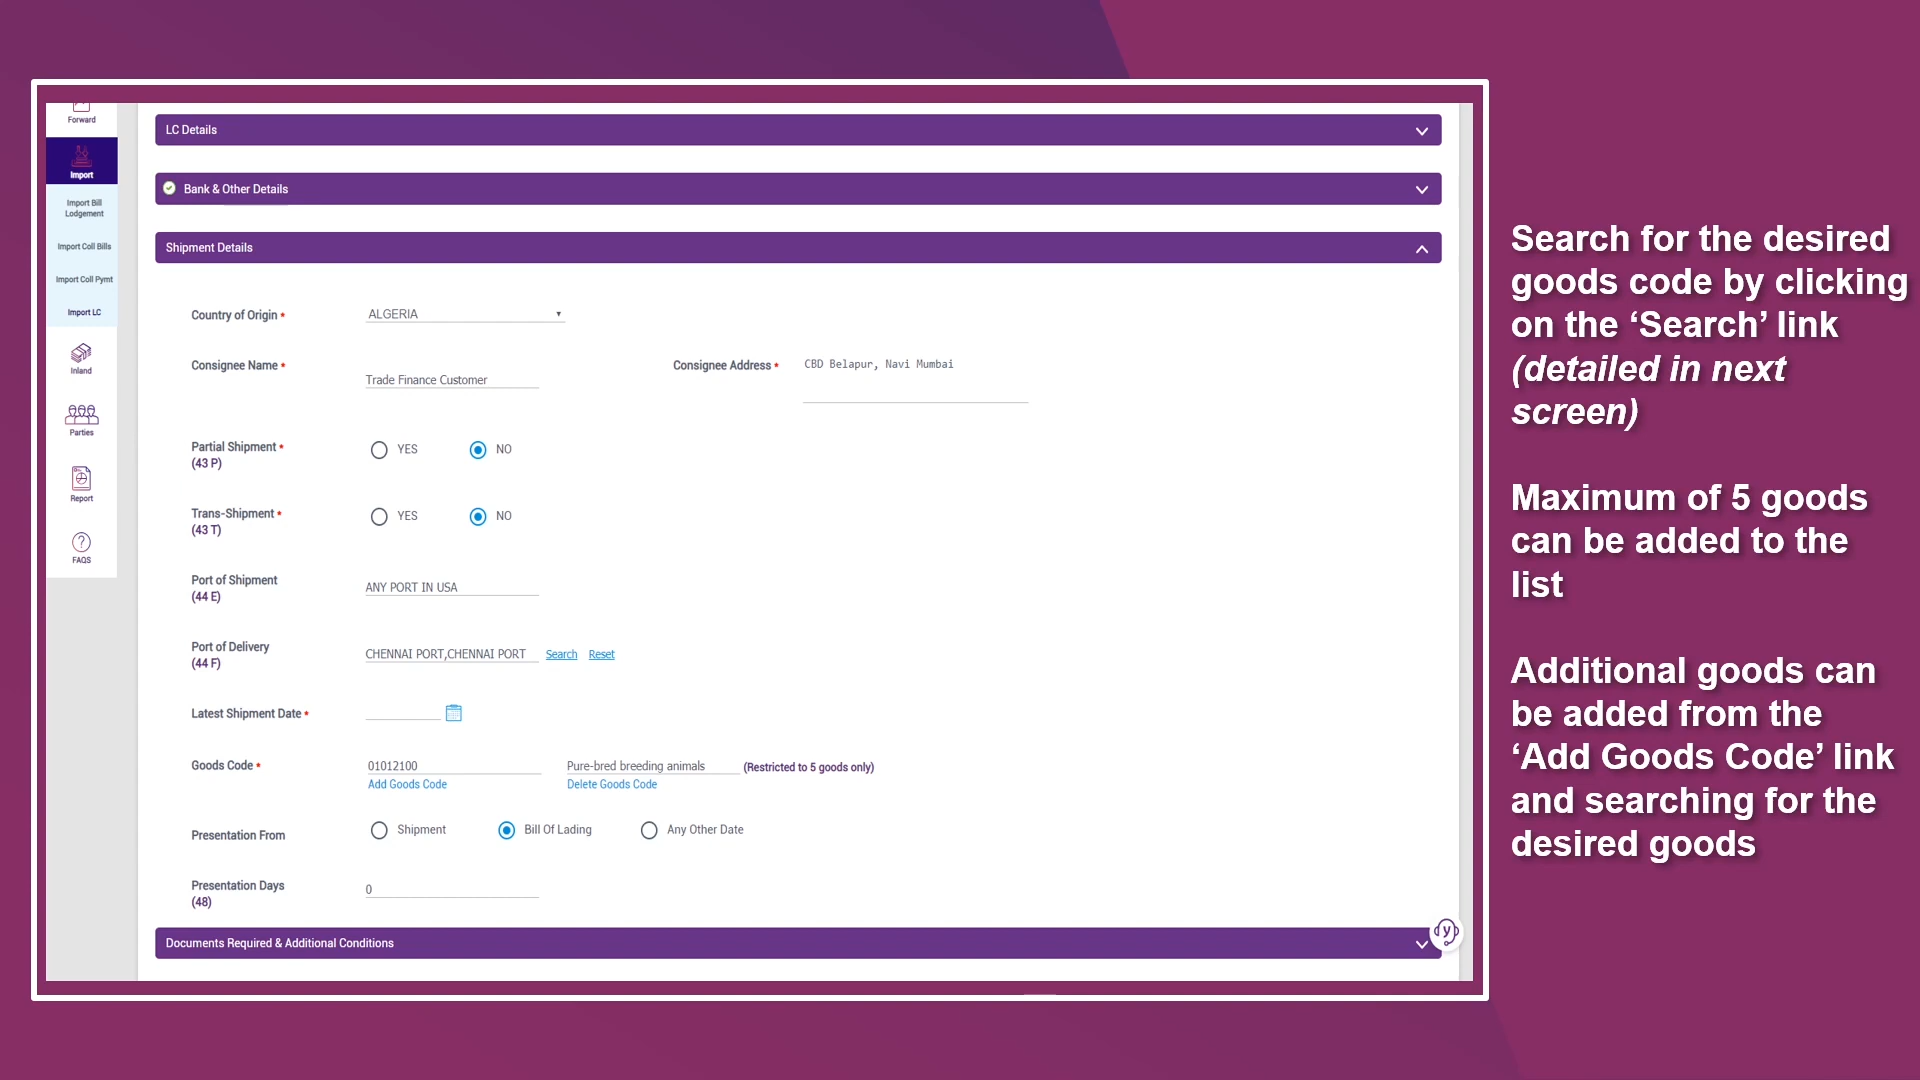 Forward
Import
Import Bill
Lodgement
Import Coll Bills
Import Coll Pymt
Import LC
Inland
Parties
Report
FAQS
LC Details
Bank & Other Details
Shipment Details
Country of Origin *
ALGERIA
Consignee Name *
Trade Finance Customer
Consignee Address *
CBD Belapur, Navi Mumbai
Partial Shipment *
(43 P)
YES
NO
Trans-Shipment *
(43 T)
YES
NO
Port of Shipment
(44 E)
ANY PORT IN USA
Port of Delivery
(44 F)
CHENNAI PORT,CHENNAI PORT
Search
Reset
Latest Shipment Date *
Goods Code *
01012100
Pure-bred breeding animals
(Restricted to 5 goods only)
Add Goods Code
Delete Goods Code
Presentation From
Shipment
Bill Of Lading
Any Other Date
Presentation Days
(48)
0
Documents Required & Additional Conditions
y
Search for the desired
goods code by clicking
on the ‘Search’ link
(detailed in next
screen)
Maximum of 5 goods
can be added to the
list
Additional goods can
be added from the
‘Add Goods Code’ link
and searching for the
desired goods